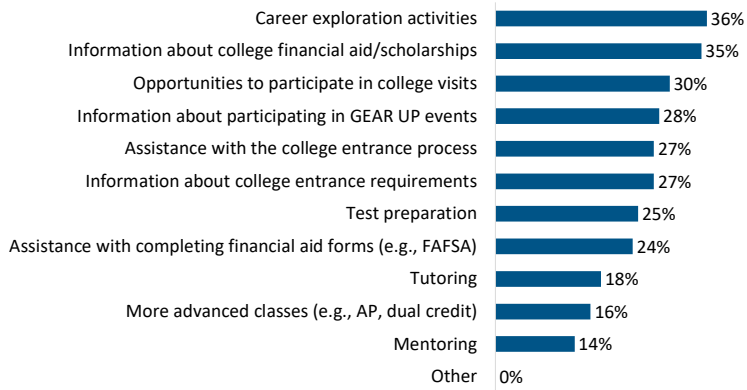 Career exploration activities 36%
Information about college financial aid/scholarships 35%
Opportunities to participate in college visits 30%
Information about participating in GEAR UP events 28%
Assistance with the college entrance process 27%
Information about college entrance requirements 27%
Test preparation 25%
Assistance with completing financial aid forms (e.g., FAFSA) 24%
Tutoring 18%
More advanced classes (e.g., AP, dual credit) 16%
Mentoring 14%
Other 0%